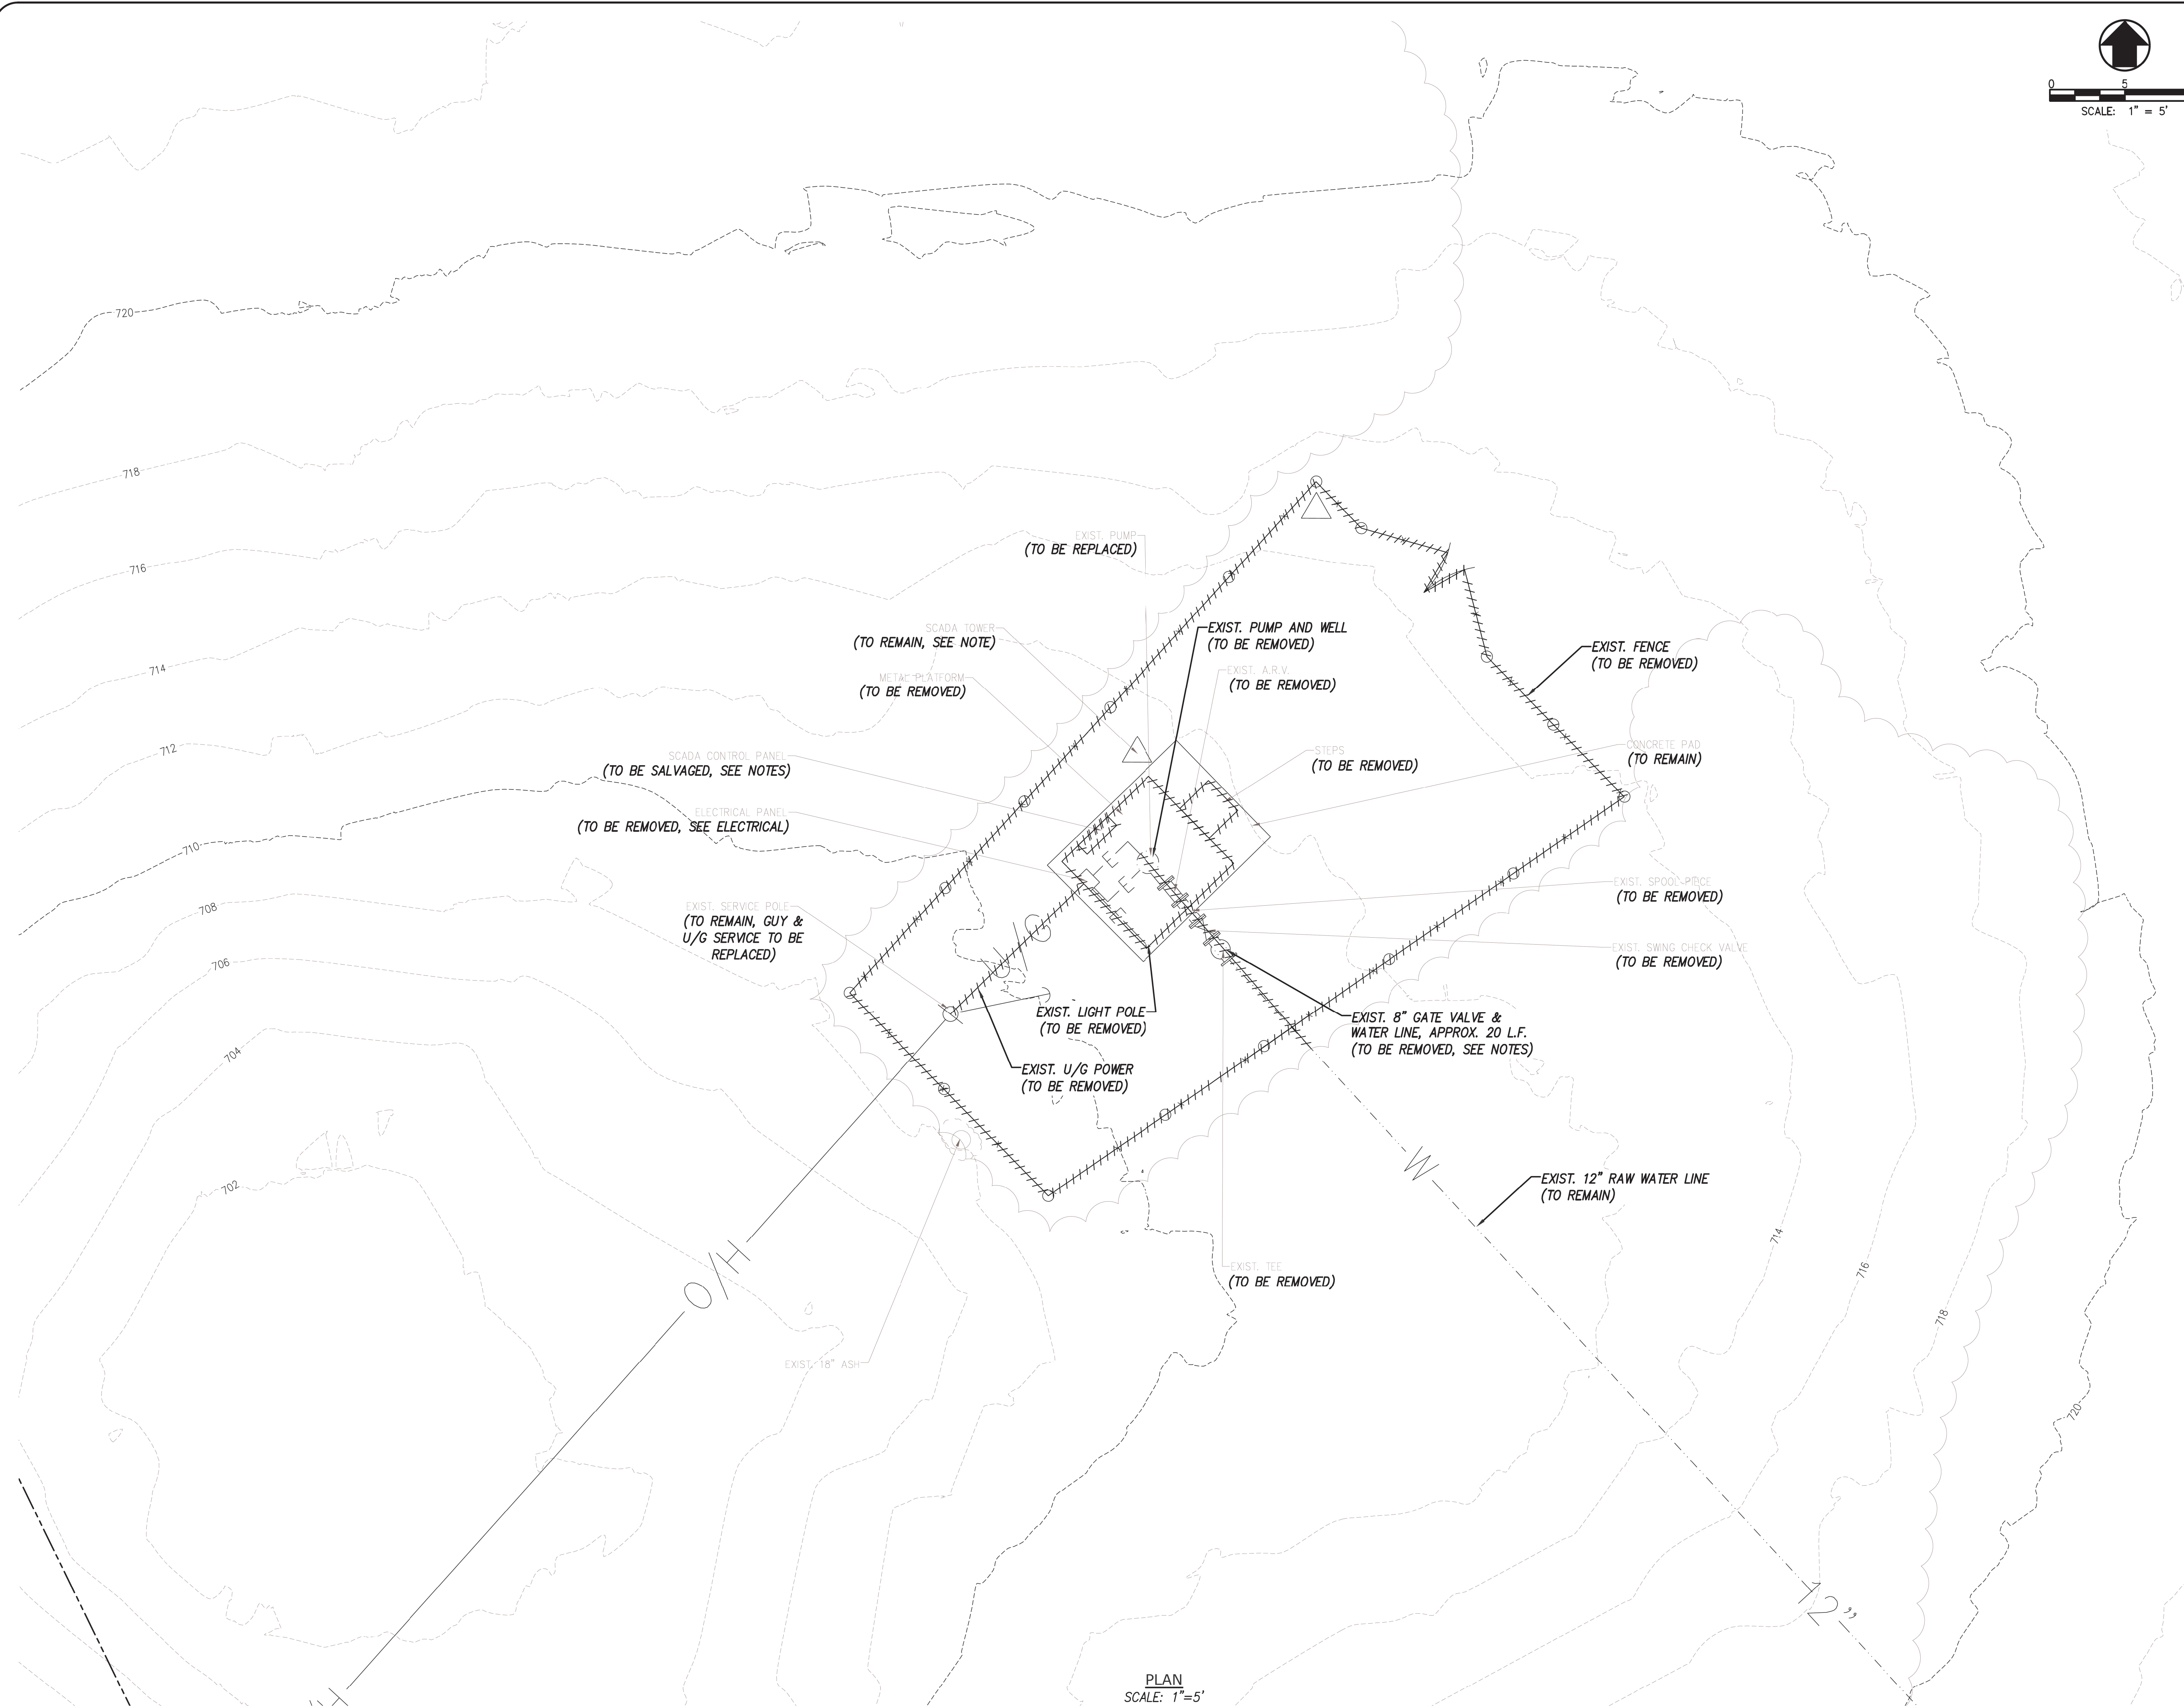 0 5
SCALE: 1" = 5'
720
718
716
714
712
710
708
706
704
702
EXIST. PUMP
(TO BE REPLACED)
SCADA TOWER
(TO REMAIN, SEE NOTE)
METAL PLATFORM
(TO BE REMOVED)
SCADA CONTROL PANEL
(TO BE SALVAGED, SEE NOTES)
ELECTRICAL PANEL
(TO BE REMOVED, SEE ELECTRICAL)
EXIST. SERVICE POLE
(TO REMAIN, GUY &
U/G SERVICE TO BE
REPLACED)
EXIST. PUMP AND WELL
(TO BE REMOVED)
EXIST. A.R.V.
(TO BE REMOVED)
EXIST. FENCE
(TO BE REMOVED)
STEPS
(TO BE REMOVED)
CONCRETE PAD
(TO REMAIN)
E
E
E
EXIST. SPOOL PIECE
(TO BE REMOVED)
EXIST. SWING CHECK VALVE
(TO BE REMOVED)
U/G
EXIST. LIGHT POLE
(TO BE REMOVED)
EXIST. U/G POWER
(TO BE REMOVED)
EXIST. 8" GATE VALVE &
WATER LINE, APPROX. 20 L.F.
(TO BE REMOVED, SEE NOTES)
W
EXIST. 12" RAW WATER LINE
(TO REMAIN)
O/H
EXIST. TEE
(TO BE REMOVED)
EXIST. 18" ASH
714
716
718
720
12"
PLAN
SCALE: 1"=5'